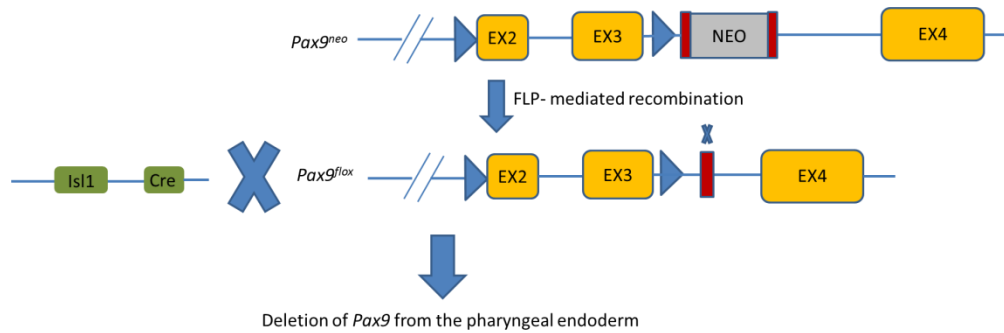 Pax9neo EX2 EX3 NEO EX4
FLP- mediated recombination
Isl1 Cre Pax9flox EX2 EX3 EX4
Deletion of Pax9 from the pharyngeal endoderm